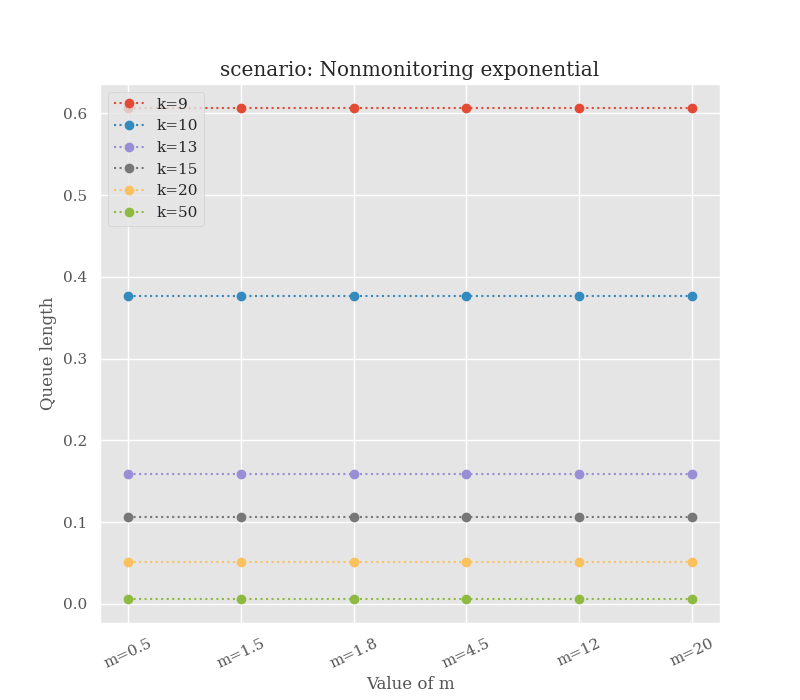 scenario: Nonmonitoring exponential
k=9
k=10
k=13
k=15
k=20
k=50
0.6
0.5
0.4
0.3
0.2
0.1
0.0
Queue length
m=0.5 m=1.5 m=1.8 m=4.5 m=12 m=20
Value of m